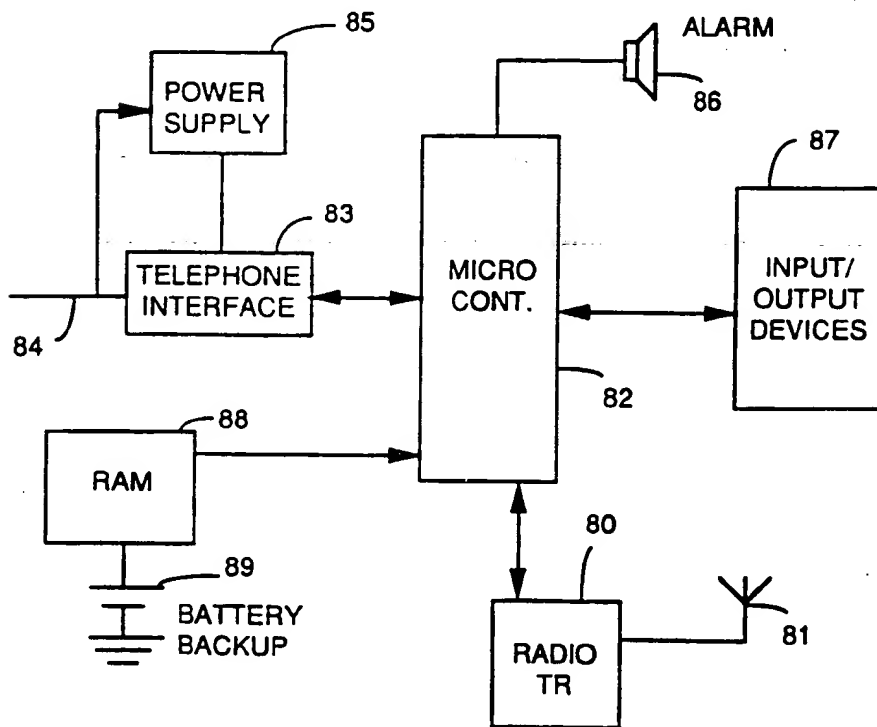 85
POWER
SUPPLY
ALARM
86
87
83
TELEPHONE
INTERFACE
84
MICRO
CONT.
INPUT/
OUTPUT
DEVICES
82
88
RAM
89
BATTERY
BACKUP
80
RADIO
TR
81